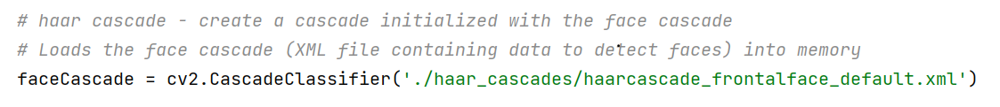 # haar cascade - create a cascade initialized with the face cascade
# Loads the face cascade (XML file containing data to detect faces) into memory
faceCascade = cv2.CascadeClassifier('./haar_cascades/haarcascade_frontalface_default.xml')